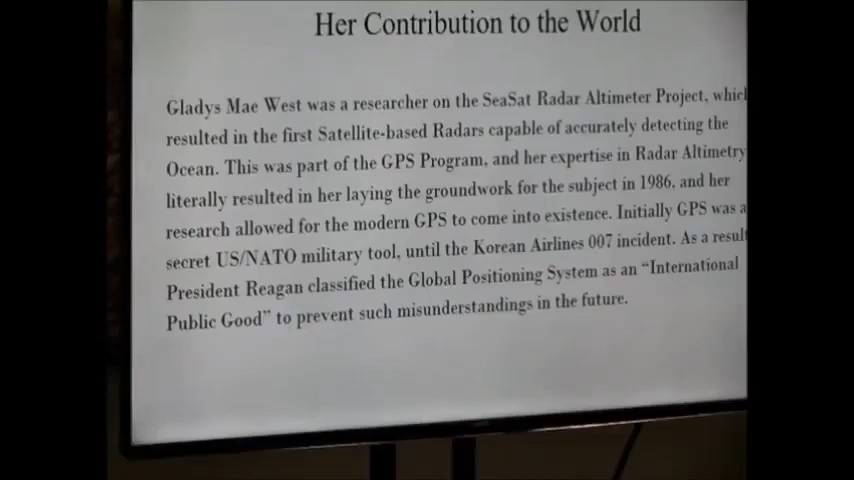 Her Contribution to the World
Gladys Mae West was a researcher on the SeaSat Radar Altimeter Project, which
resulted in the first Satellite-based Radars capable of accurately detecting the
Ocean. This was part of the GPS Program, and her expertise in Radar Altimetry
literally resulted in her laying the groundwork for the subject in 1986, and her
research allowed for the modern GPS to come into existence. Initially GPS was a
secret US/NATO military tool, until the Korean Airlines 007 incident. As a result
President Reagan classified the Global Positioning System as an “International
Public Good” to prevent such misunderstandings in the future.